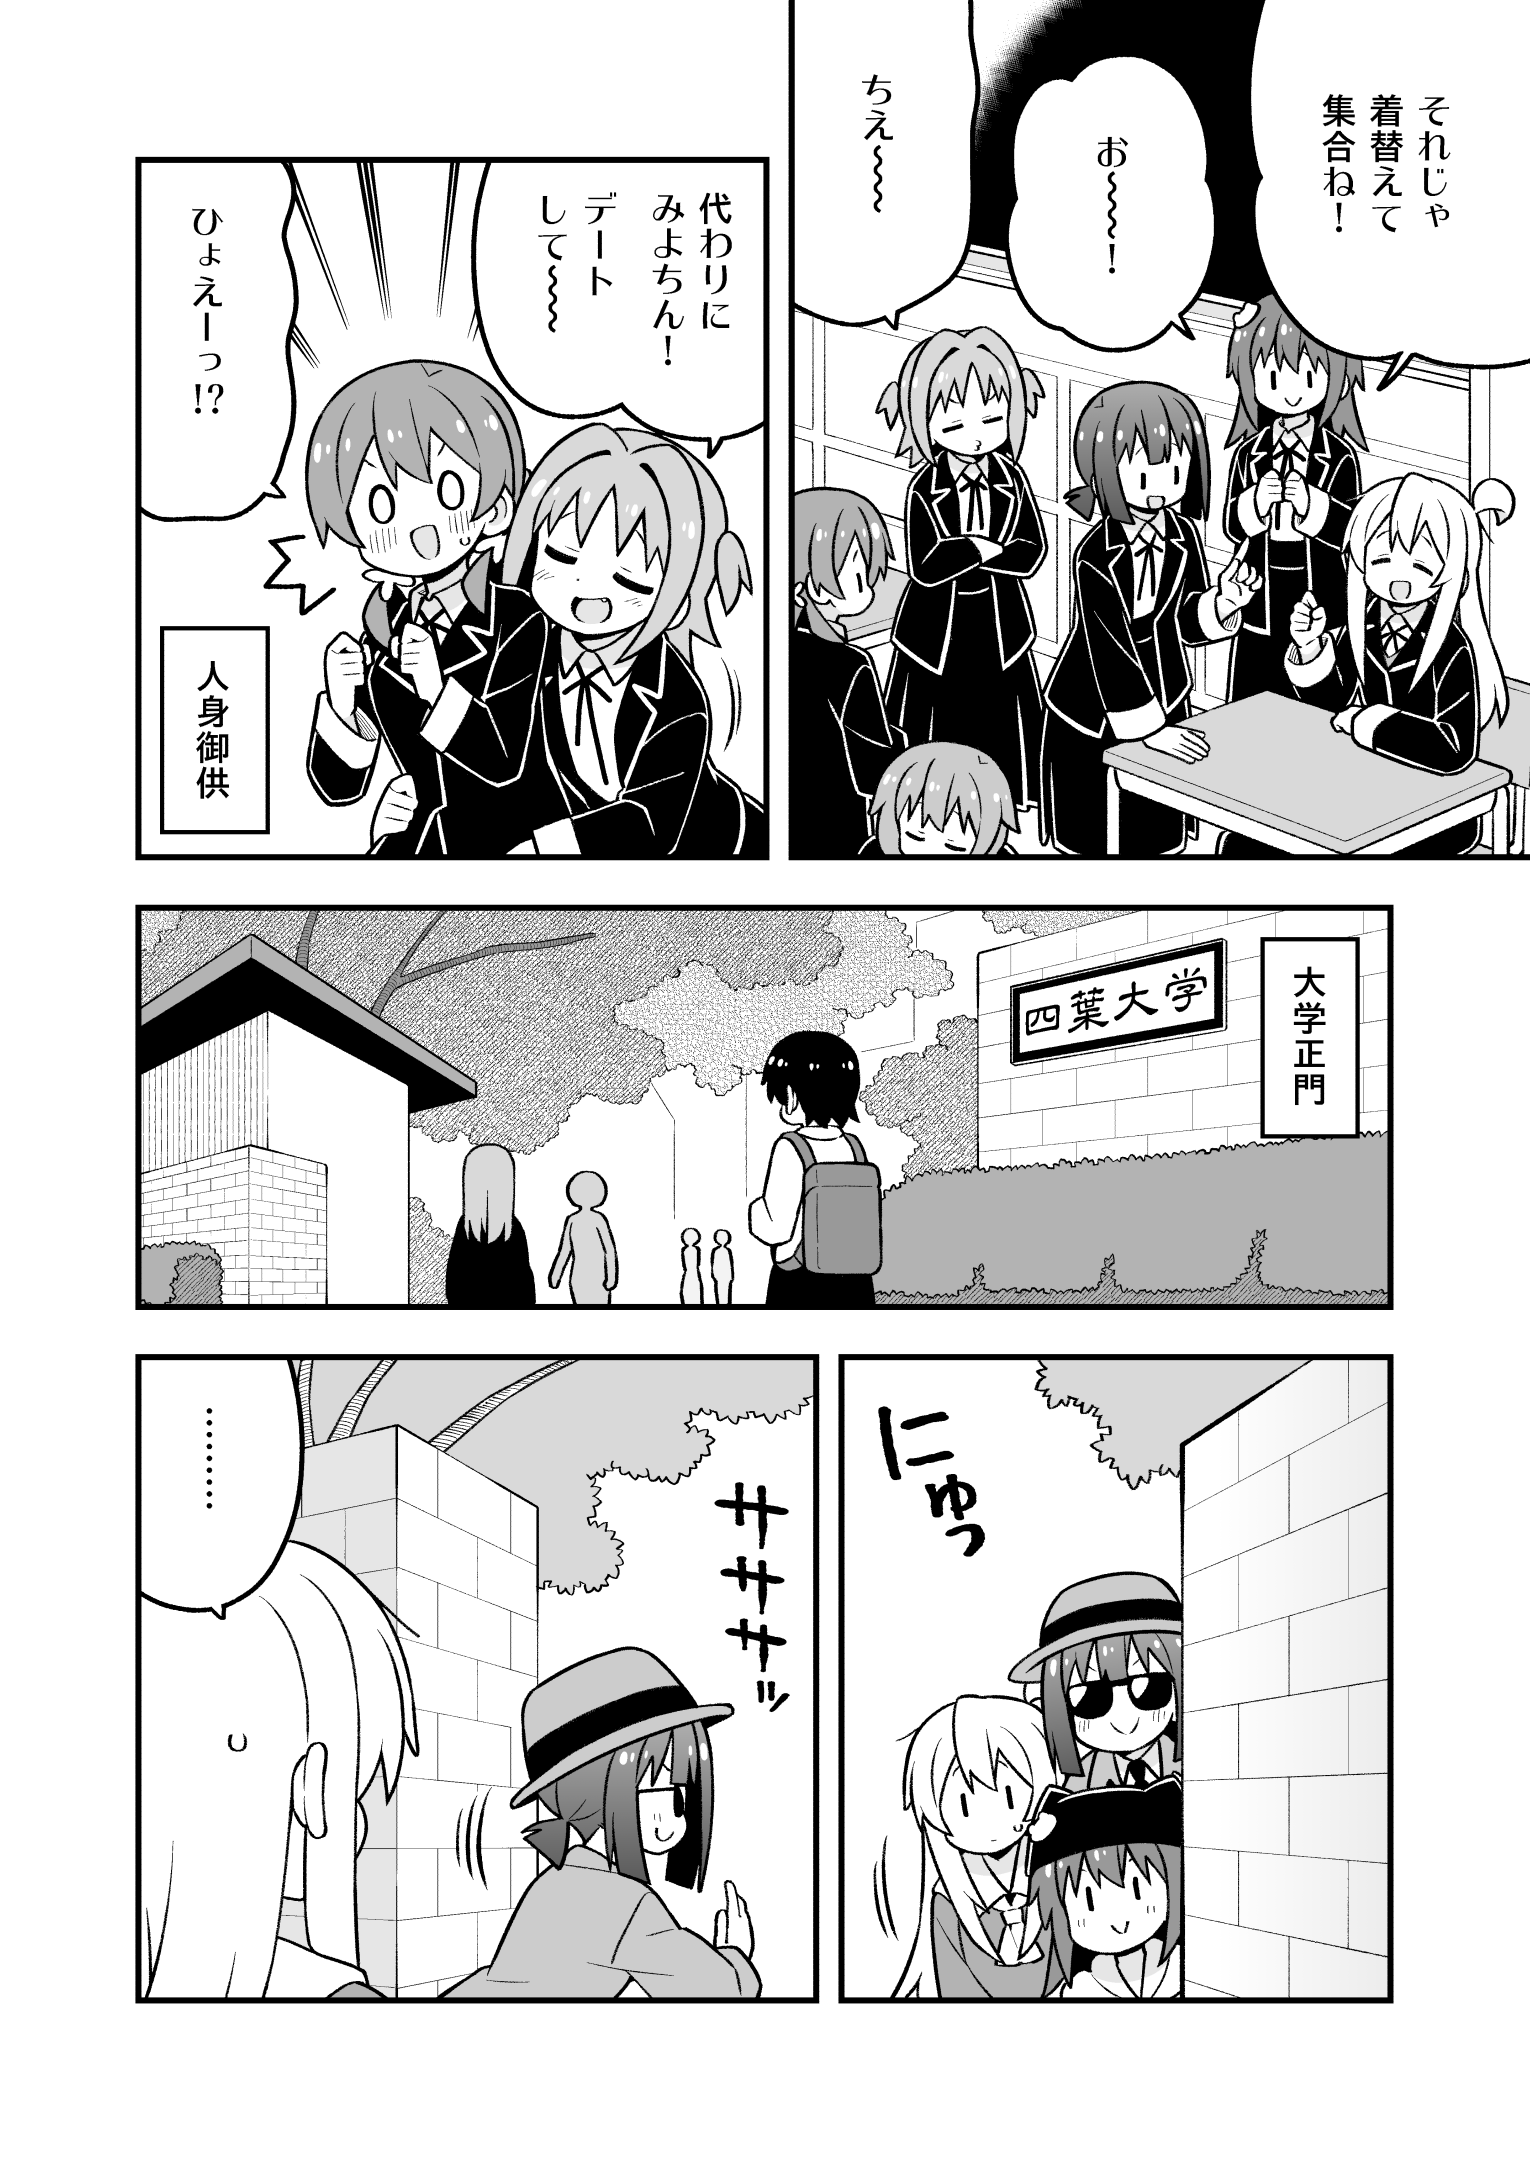 それじゃ
着替えて
集合ね！
お〜〜〜！
ちえ〜〜〜
代わりに
みよちん！
デート
して〜〜〜
ひょえーっ!?
人身御供
大学正門
四葉大学
にゅっ
サササッ
………